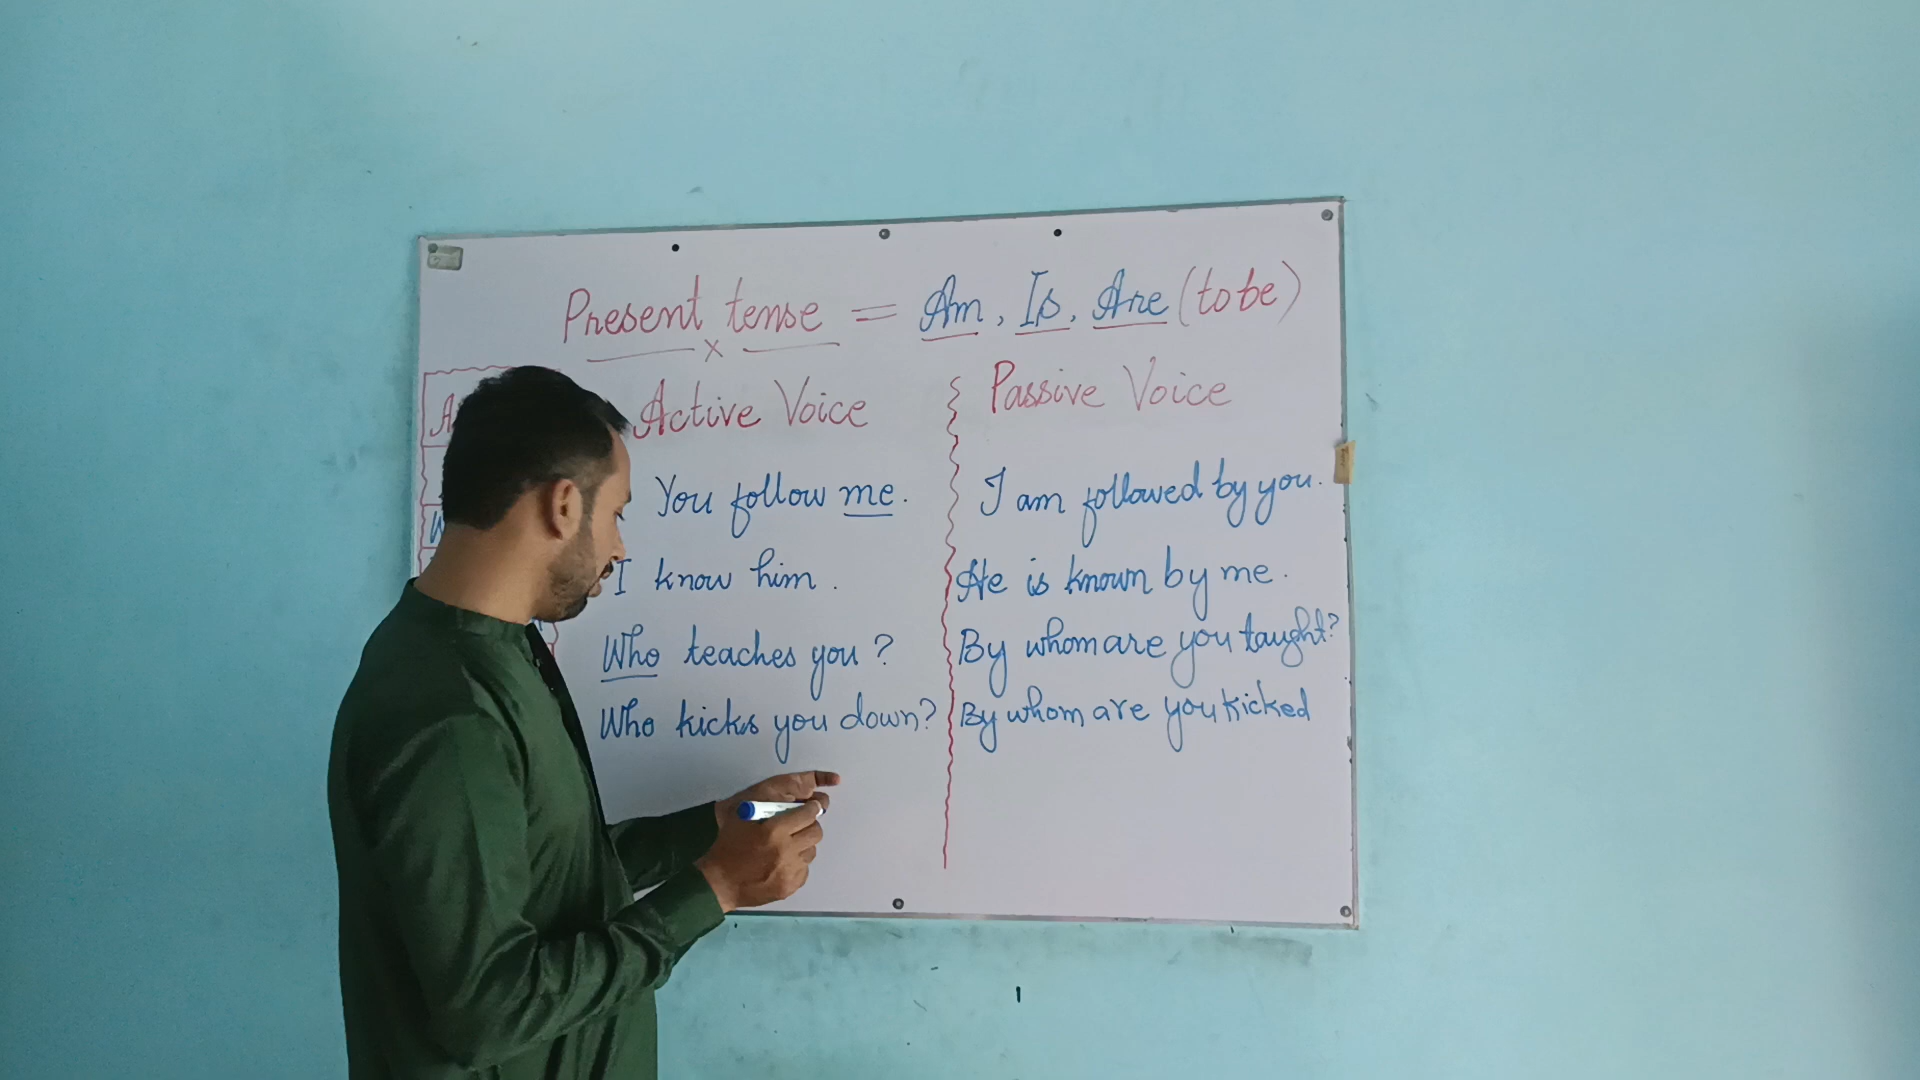 Present tense = Am, Is, Are (to be)
Active Voice
Passive Voice
You follow me.
I am followed by you.
I know him.
He is known by me.
Who teaches you?
By whom are you taught?
Who kicks you down?
By whom are you kicked